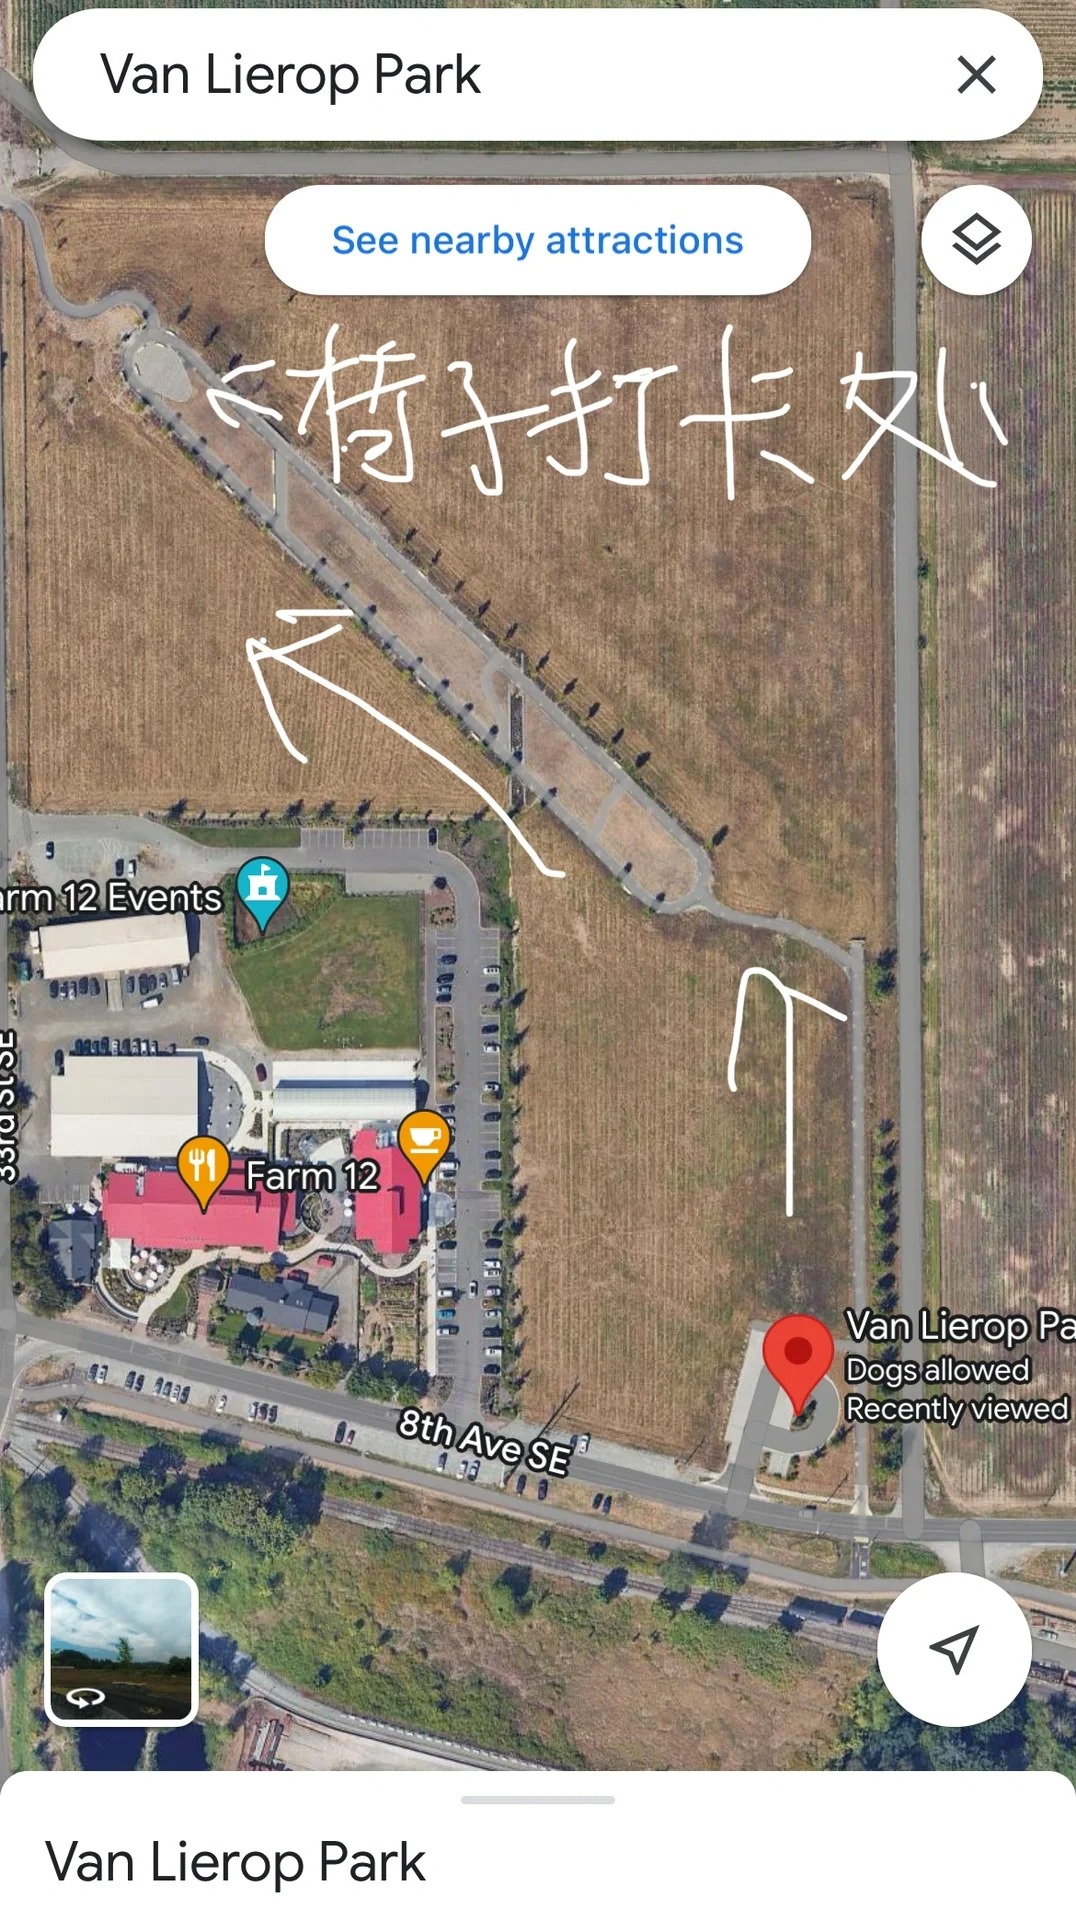 Van Lierop Park
See nearby attractions
椅子打卡处
arm 12 Events
33rd St SE
Farm 12
Van Lierop Pa
Dogs allowed
Recently viewed
8th Ave SE
Van Lierop Park